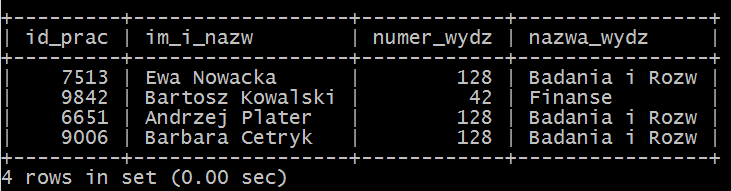 +---------+------------------+------------+----------------+
| id_prac | im_i_nazw        | numer_wydz | nazwa_wydz     |
+---------+------------------+------------+----------------+
|    7513 | Ewa Nowacka      |        128 | Badania i Rozw |
|    9842 | Bartosz Kowalski |         42 | Finanse        |
|    6651 | Andrzej Plater   |        128 | Badania i Rozw |
|    9006 | Barbara Cetryk   |        128 | Badania i Rozw |
+---------+------------------+------------+----------------+
4 rows in set (0.00 sec)